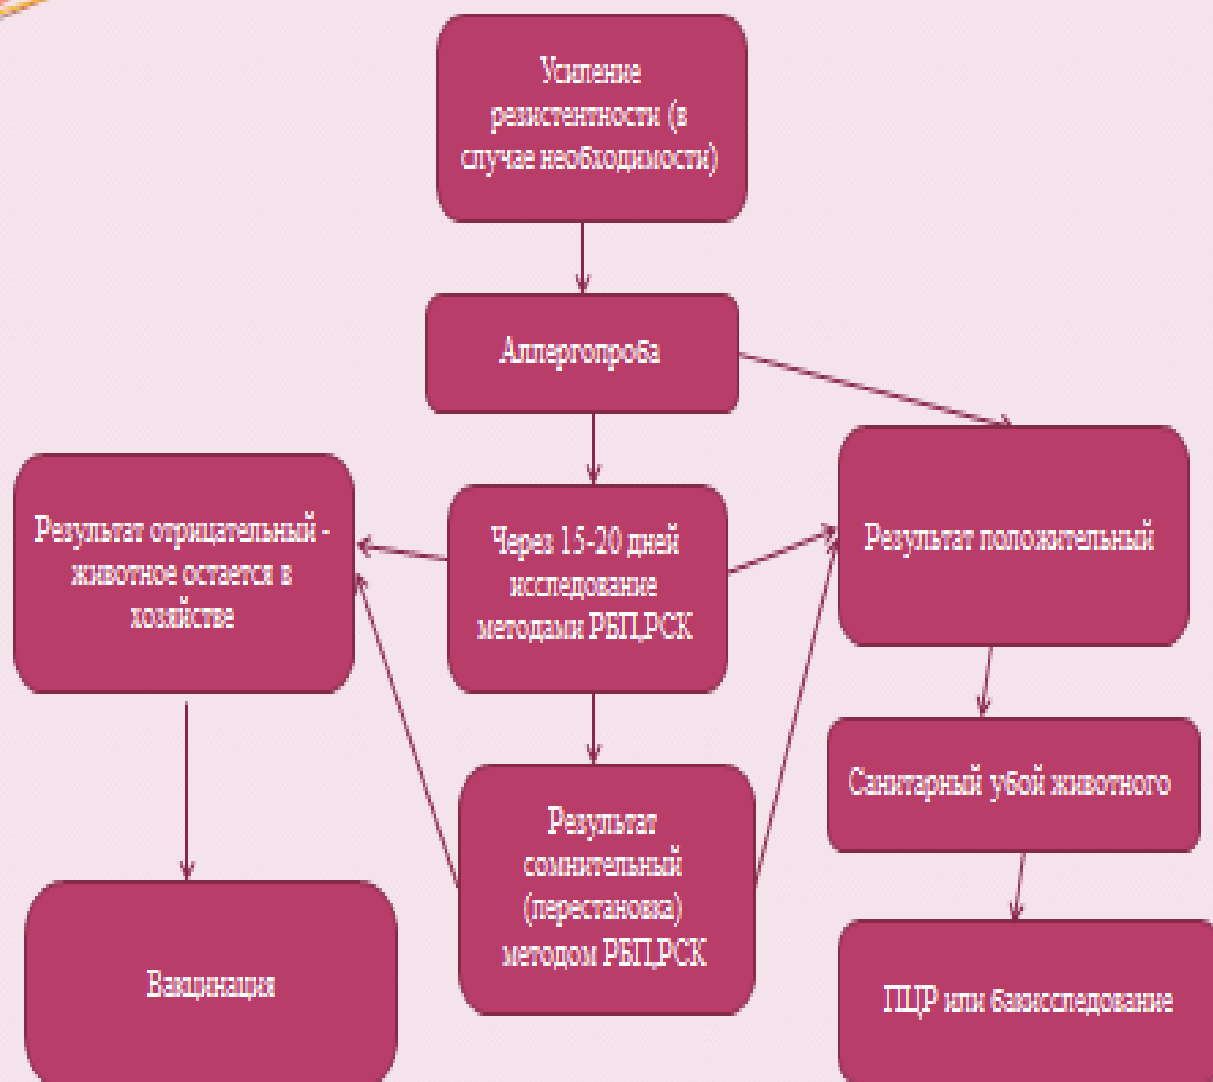 Усиление
резистентности (в
случае необходимости)
Аллергопроба
Результат отрицательный -
животное остается в
хозяйстве
Через 15-20 дней
исследование
методами РБП,РСК
Результат положительный
Санитарный убой животного
Результат
сомнительный
(перестановка)
методом РБП,РСК
Вакцинация
ПЦР или бакисследование